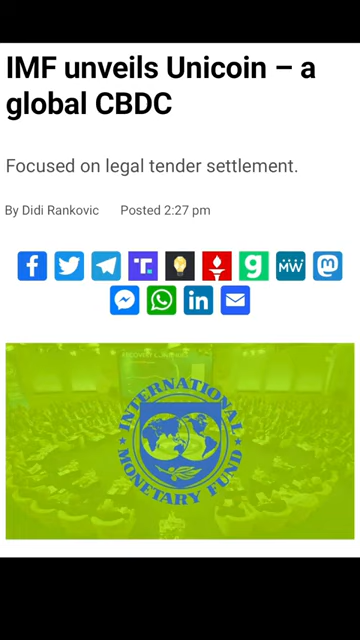 IMF unveils Unicoin – a
global CBDC
Focused on legal tender settlement.
By Didi Rankovic Posted 2:27 pm
MW
INTERNATIONAL
MONETARY FUND